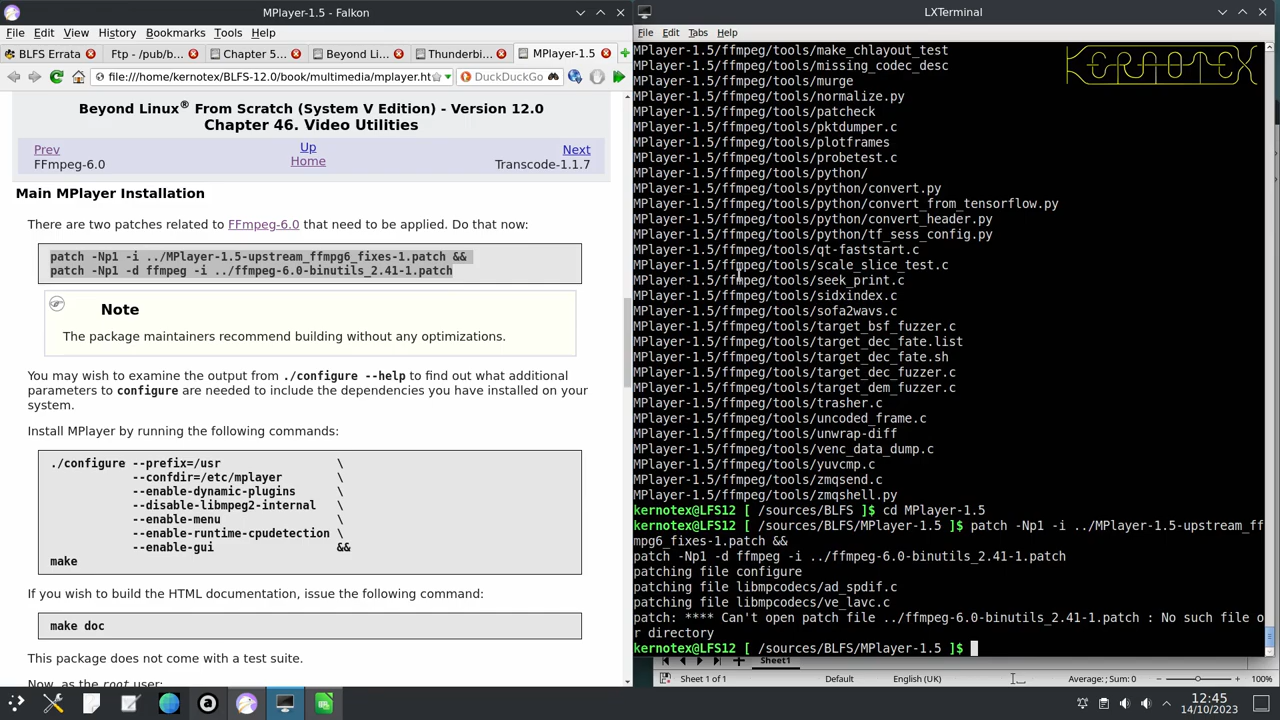 MPlayer-1.5 - Falkon
File Edit View History Bookmarks Tools Help
BLFS Errata
Ftp - /pub/b...
Chapter 5...
Beyond Li...
Thunderbi...
MPlayer-1.5
file:///home/kernotex/BLFS-12.0/book/multimedia/mplayer.ht
DuckDuckGo
Beyond Linux® From Scratch (System V Edition) - Version 12.0
Chapter 46. Video Utilities
Prev Up Next
FFmpeg-6.0 Home Transcode-1.1.7
Main MPlayer Installation
There are two patches related to FFmpeg-6.0 that need to be applied. Do that now:
patch -Np1 -i ../MPlayer-1.5-upstream_ffmpg6_fixes-1.patch &&
patch -Np1 -d ffmpeg -i ../ffmpeg-6.0-binutils_2.41-1.patch
Note
The package maintainers recommend building without any optimizations.
You may wish to examine the output from ./configure --help to find out what additional
parameters to configure are needed to include the dependencies you have installed on your
system.
Install MPlayer by running the following commands:
./configure --prefix=/usr \
--confdir=/etc/mplayer \
--enable-dynamic-plugins \
--disable-libmpeg2-internal \
--enable-menu \
--enable-runtime-cpudetection \
--enable-gui &&
make
If you wish to build the HTML documentation, issue the following command:
make doc
This package does not come with a test suite.
Now, as the root user:
LXTerminal
File Edit Tabs Help
KERNOTEX
MPlayer-1.5/ffmpeg/tools/make_chlayout_test
MPlayer-1.5/ffmpeg/tools/missing_codec_desc
MPlayer-1.5/ffmpeg/tools/murge
MPlayer-1.5/ffmpeg/tools/normalize.py
MPlayer-1.5/ffmpeg/tools/patcheck
MPlayer-1.5/ffmpeg/tools/pktdumper.c
MPlayer-1.5/ffmpeg/tools/plotframes
MPlayer-1.5/ffmpeg/tools/probetest.c
MPlayer-1.5/ffmpeg/tools/python/
MPlayer-1.5/ffmpeg/tools/python/convert.py
MPlayer-1.5/ffmpeg/tools/python/convert_from_tensorflow.py
MPlayer-1.5/ffmpeg/tools/python/convert_header.py
MPlayer-1.5/ffmpeg/tools/python/tf_sess_config.py
MPlayer-1.5/ffmpeg/tools/qt-faststart.c
MPlayer-1.5/ffmpeg/tools/scale_slice_test.c
MPlayer-1.5/ffmpeg/tools/seek_print.c
MPlayer-1.5/ffmpeg/tools/sidxindex.c
MPlayer-1.5/ffmpeg/tools/sofa2wavs.c
MPlayer-1.5/ffmpeg/tools/target_bsf_fuzzer.c
MPlayer-1.5/ffmpeg/tools/target_dec_fate.list
MPlayer-1.5/ffmpeg/tools/target_dec_fate.sh
MPlayer-1.5/ffmpeg/tools/target_dec_fuzzer.c
MPlayer-1.5/ffmpeg/tools/target_dem_fuzzer.c
MPlayer-1.5/ffmpeg/tools/trasher.c
MPlayer-1.5/ffmpeg/tools/uncoded_frame.c
MPlayer-1.5/ffmpeg/tools/unwrap-diff
MPlayer-1.5/ffmpeg/tools/venc_data_dump.c
MPlayer-1.5/ffmpeg/tools/yuvcmp.c
MPlayer-1.5/ffmpeg/tools/zmqsend.c
MPlayer-1.5/ffmpeg/tools/zmqshell.py
kernotex@LFS12 [ /sources/BLFS ]$ cd MPlayer-1.5
kernotex@LFS12 [ /sources/BLFS/MPlayer-1.5 ]$ patch -Np1 -i ../MPlayer-1.5-upstream_ff
mpg6_fixes-1.patch &&
patch -Np1 -d ffmpeg -i ../ffmpeg-6.0-binutils_2.41-1.patch
patching file configure
patching file libmpcodecs/ad_spdif.c
patching file libmpcodecs/ve_lavc.c
patch: **** Can't open patch file ../ffmpeg-6.0-binutils_2.41-1.patch : No such file o
r directory
kernotex@LFS12 [ /sources/BLFS/MPlayer-1.5 ]$
Sheet1
Sheet 1 of 1 Default English (UK) Average: ; Sum: 0 100%
12:45
14/10/2023